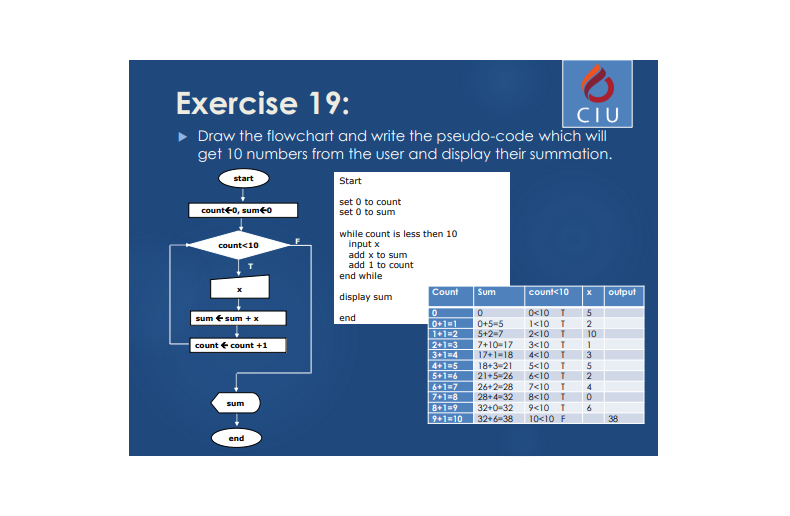 Exercise 19:
CIU
▶ Draw the flowchart and write the pseudo-code which will
get 10 numbers from the user and display their summation.
start
count🡨0, sum🡨0
count<10
F
T
x
sum 🡨 sum + x
count 🡨 count +1
sum
end
Start
set 0 to count
set 0 to sum
while count is less then 10
input x
add x to sum
add 1 to count
end while
display sum
end
Count Sum count<10 x output
0 0 0<10 T 5
0+1=1 0+5=5 1<10 T 2
1+1=2 5+2=7 2<10 T 10
2+1=3 7+10=17 3<10 T 1
3+1=4 17+1=18 4<10 T 3
4+1=5 18+3=21 5<10 T 5
5+1=6 21+5=26 6<10 T 2
6+1=7 26+2=28 7<10 T 4
7+1=8 28+4=32 8<10 T 0
8+1=9 32+0=32 9<10 T 6
9+1=10 32+6=38 10<10 F 38